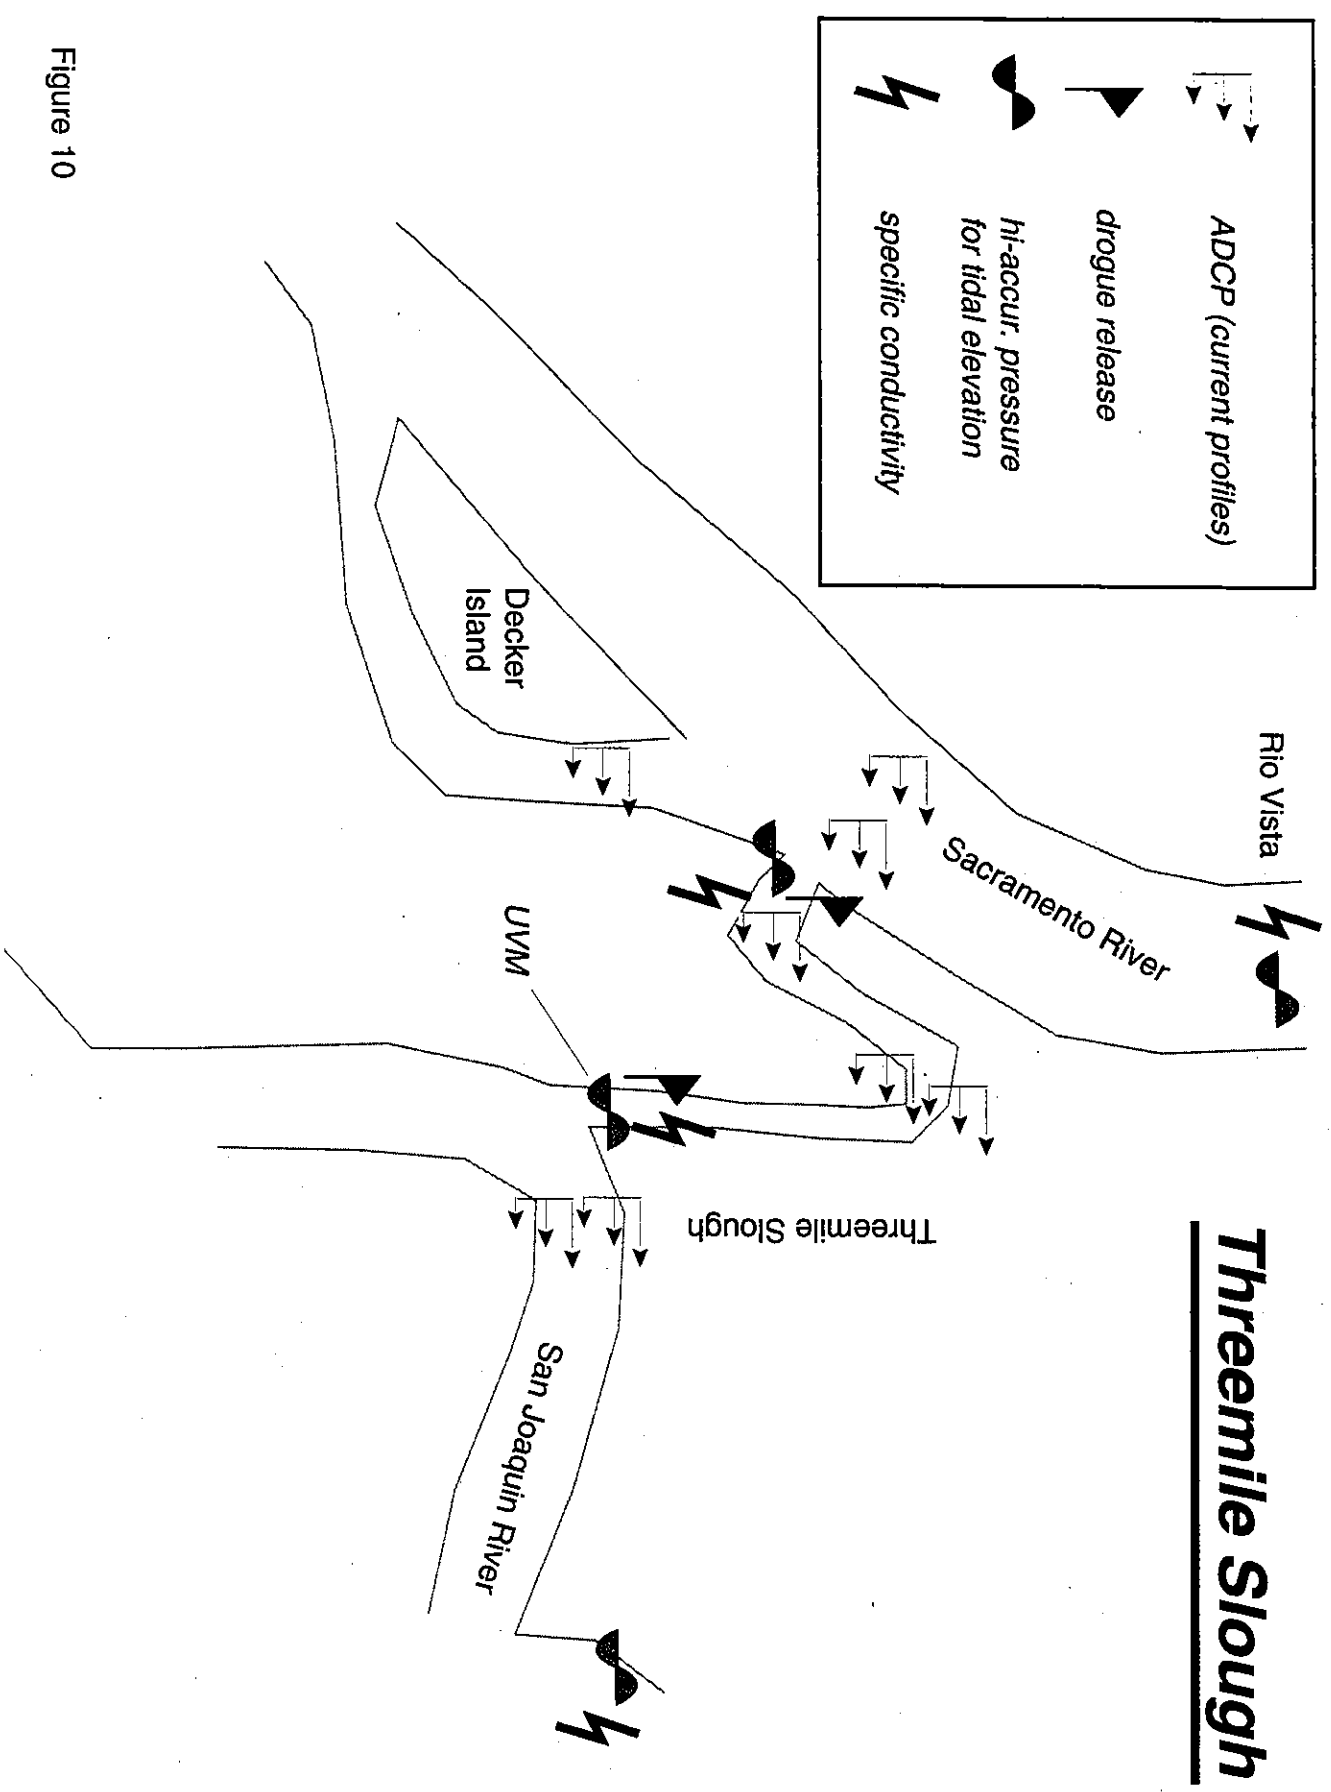 Threemile Slough
ADCP (current profiles)
drogue release
hi-accur. pressure
for tidal elevation
specific conductivity
Rio Vista
Sacramento River
Decker
Island
UVM
Threemile Slough
San Joaquin River
Figure 10